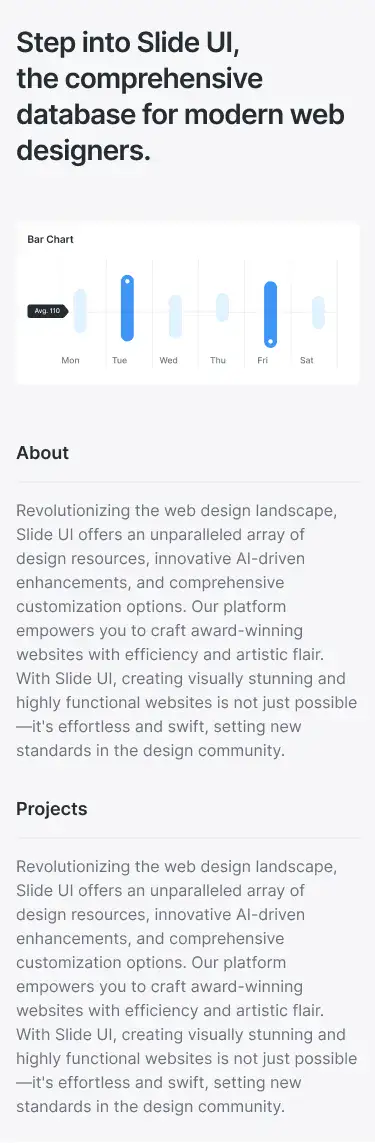 Step into Slide UI,
the comprehensive
database for modern web
designers.
Bar Chart
Avg. 110
Mon
Tue
Wed
Thu
Fri
Sat
About
Revolutionizing the web design landscape,
Slide UI offers an unparalleled array of
design resources, innovative AI-driven
enhancements, and comprehensive
customization options. Our platform
empowers you to craft award-winning
websites with efficiency and artistic flair.
With Slide UI, creating visually stunning and
highly functional websites is not just possible
—it's effortless and swift, setting new
standards in the design community.
Projects
Revolutionizing the web design landscape,
Slide UI offers an unparalleled array of
design resources, innovative AI-driven
enhancements, and comprehensive
customization options. Our platform
empowers you to craft award-winning
websites with efficiency and artistic flair.
With Slide UI, creating visually stunning and
highly functional websites is not just possible
—it's effortless and swift, setting new
standards in the design community.